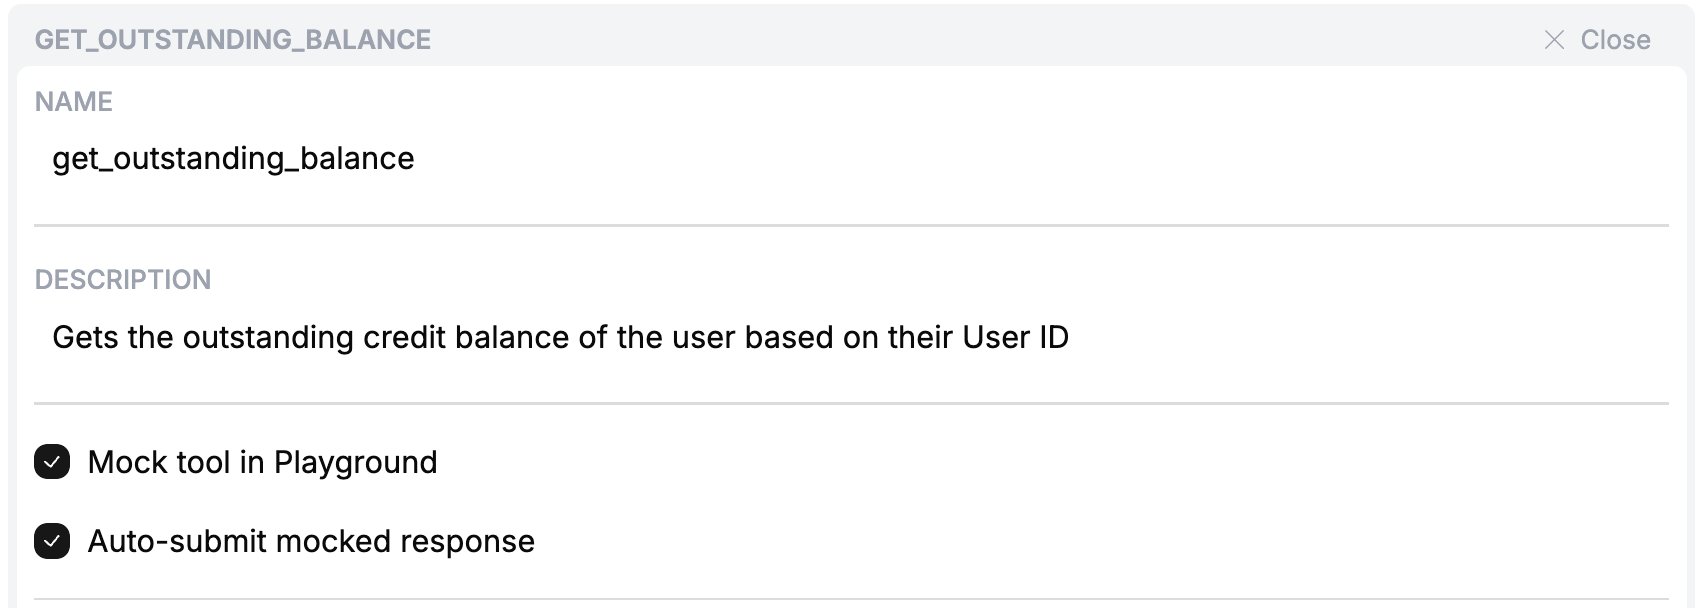 GET_OUTSTANDING_BALANCE
Close
NAME
get_outstanding_balance
DESCRIPTION
Gets the outstanding credit balance of the user based on their User ID
Mock tool in Playground
Auto-submit mocked response